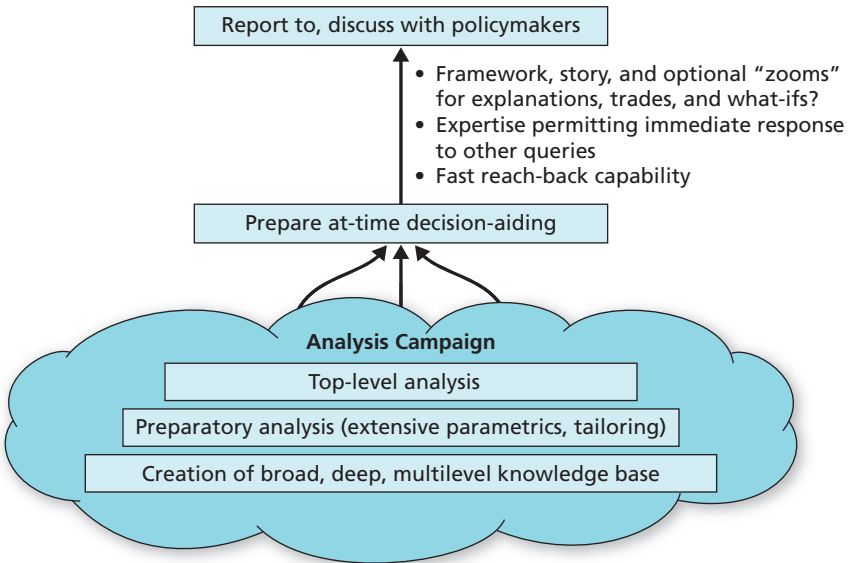 Report to, discuss with policymakers
• Framework, story, and optional “zooms”
for explanations, trades, and what-ifs?
• Expertise permitting immediate response
to other queries
• Fast reach-back capability
Prepare at-time decision-aiding
Analysis Campaign
Top-level analysis
Preparatory analysis (extensive parametrics, tailoring)
Creation of broad, deep, multilevel knowledge base